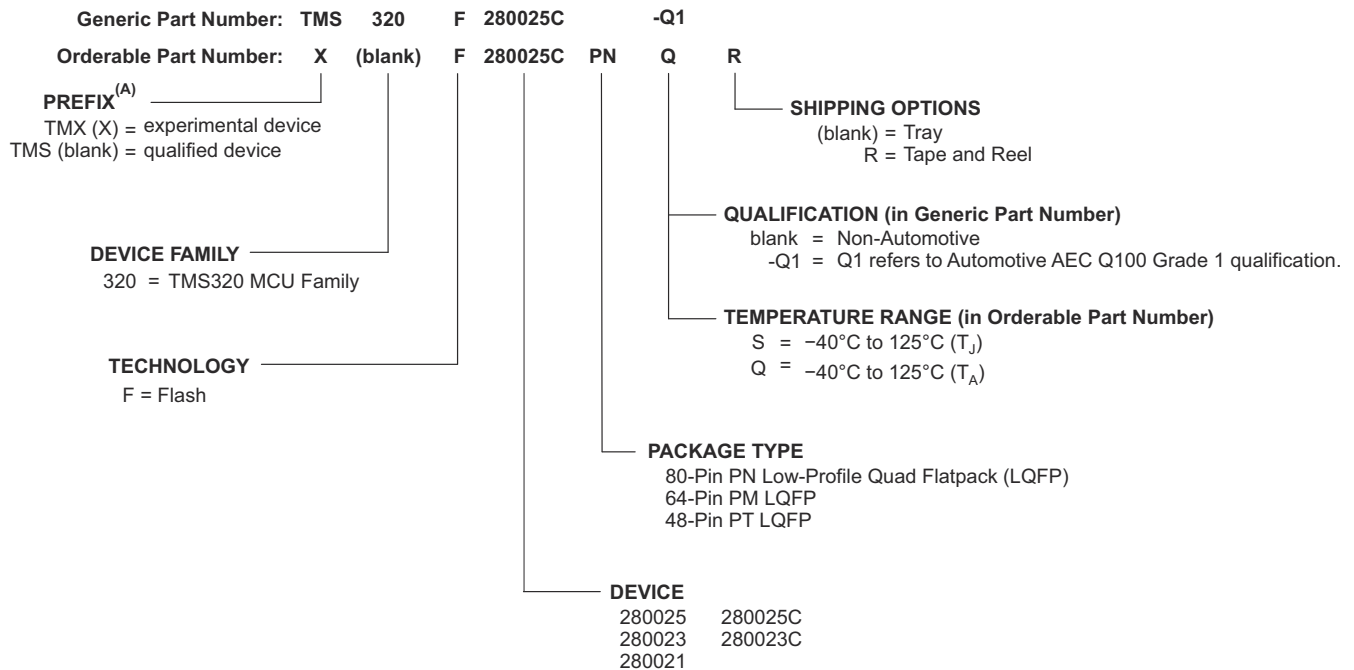 Generic Part Number: TMS 320 F 280025C -Q1
Orderable Part Number: X (blank) F 280025C PN Q R
PREFIX(A)
TMX (X) = experimental device
TMS (blank) = qualified device
SHIPPING OPTIONS
(blank) = Tray
R = Tape and Reel
QUALIFICATION (in Generic Part Number)
blank = Non-Automotive
-Q1 = Q1 refers to Automotive AEC Q100 Grade 1 qualification.
DEVICE FAMILY
320 = TMS320 MCU Family
TEMPERATURE RANGE (in Orderable Part Number)
S = −40°C to 125°C (TJ)
Q = −40°C to 125°C (TA)
TECHNOLOGY
F = Flash
PACKAGE TYPE
80-Pin PN Low-Profile Quad Flatpack (LQFP)
64-Pin PM LQFP
48-Pin PT LQFP
DEVICE
280025 280025C
280023 280023C
280021